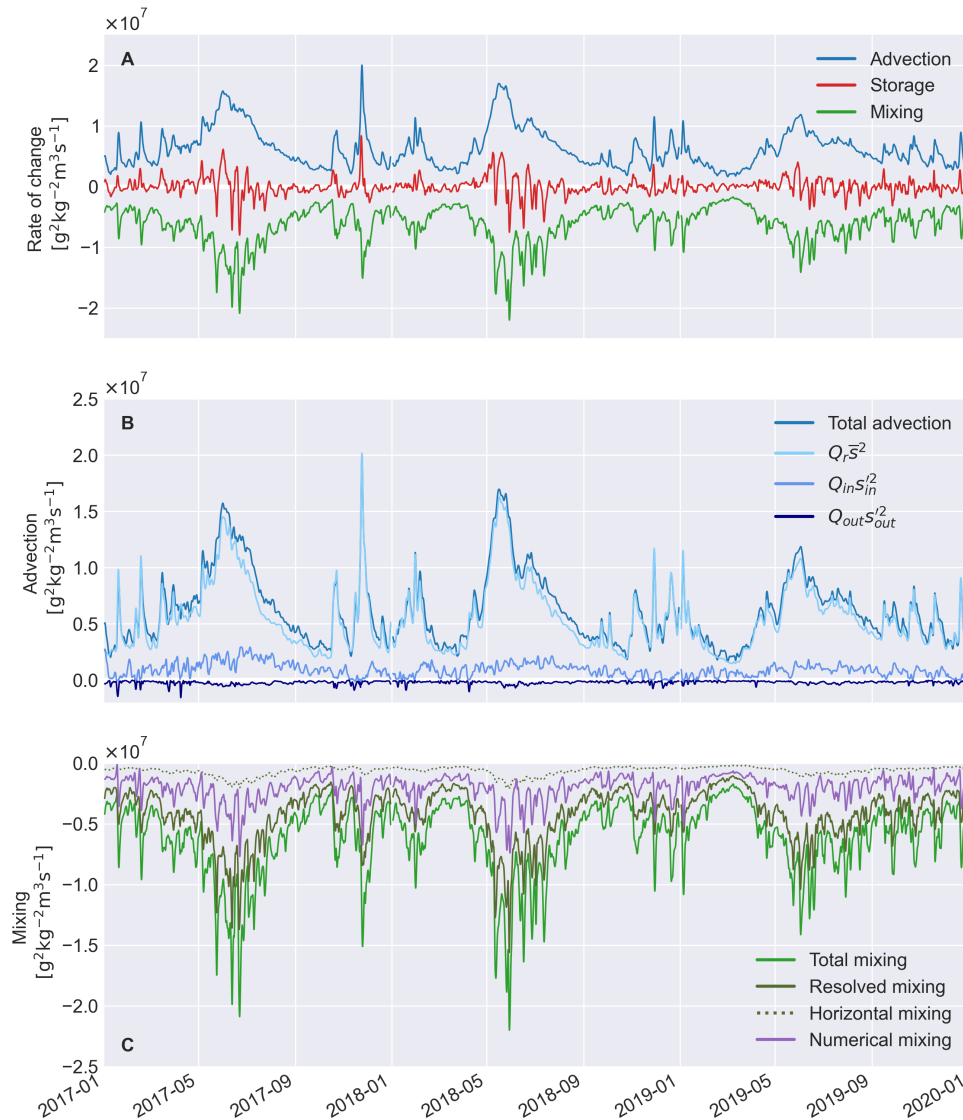 ×10⁷
A
Advection
Storage
Mixing
2
1
0
−1
−2
Rate of change
[g²kg⁻²m³s⁻¹]
×10⁷
B
Total advection
Qᵣs̅²
Q_in s′²_in
Q_out s′²_out
2.5
2.0
1.5
1.0
0.5
0.0
Advection
[g²kg⁻²m³s⁻¹]
×10⁷
0.0
−0.5
−1.0
−1.5
−2.0
−2.5
Mixing
[g²kg⁻²m³s⁻¹]
Total mixing
Resolved mixing
Horizontal mixing
Numerical mixing
C
2017-01
2017-05
2017-09
2018-01
2018-05
2018-09
2019-01
2019-05
2019-09
2020-01